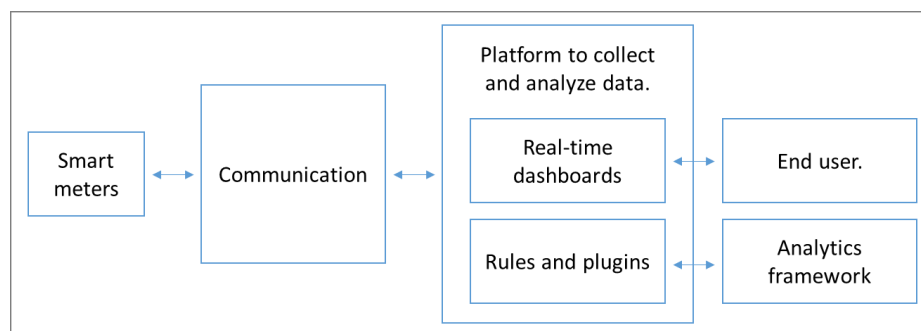 Smart
meters
Communication
Platform to collect
and analyze data.
Real-time
dashboards
Rules and plugins
End user.
Analytics
framework